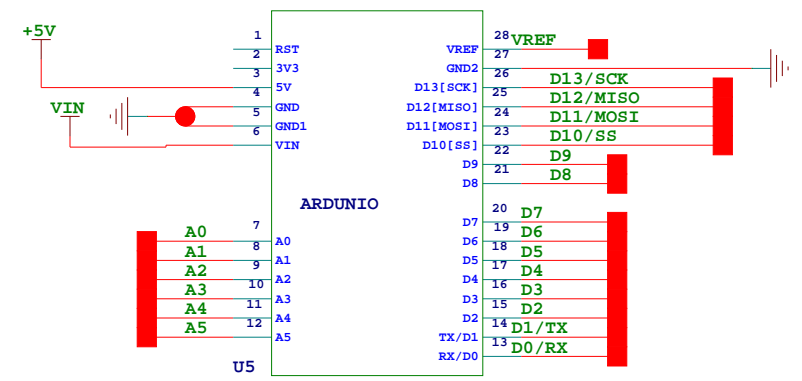 +5V
VIN
1 RST
2 3V3
3 5V
4 GND
5 GND1
6 VIN
ARDUNIO
A0 7 A0
A1 8 A1
A2 9 A2
A3 10 A3
A4 11 A4
A5 12 A5
U5
VREF 28 VREF
GND2 27
D13[SCK] 26 D13/SCK
D12[MISO] 25 D12/MISO
D11[MOSI] 24 D11/MOSI
D10[SS] 23 D10/SS
D9 22 D9
D8 21 D8
D7 20 D7
D6 19 D6
D5 18 D5
D4 17 D4
D3 16 D3
D2 15 D2
TX/D1 14 D1/TX
RX/D0 13 D0/RX